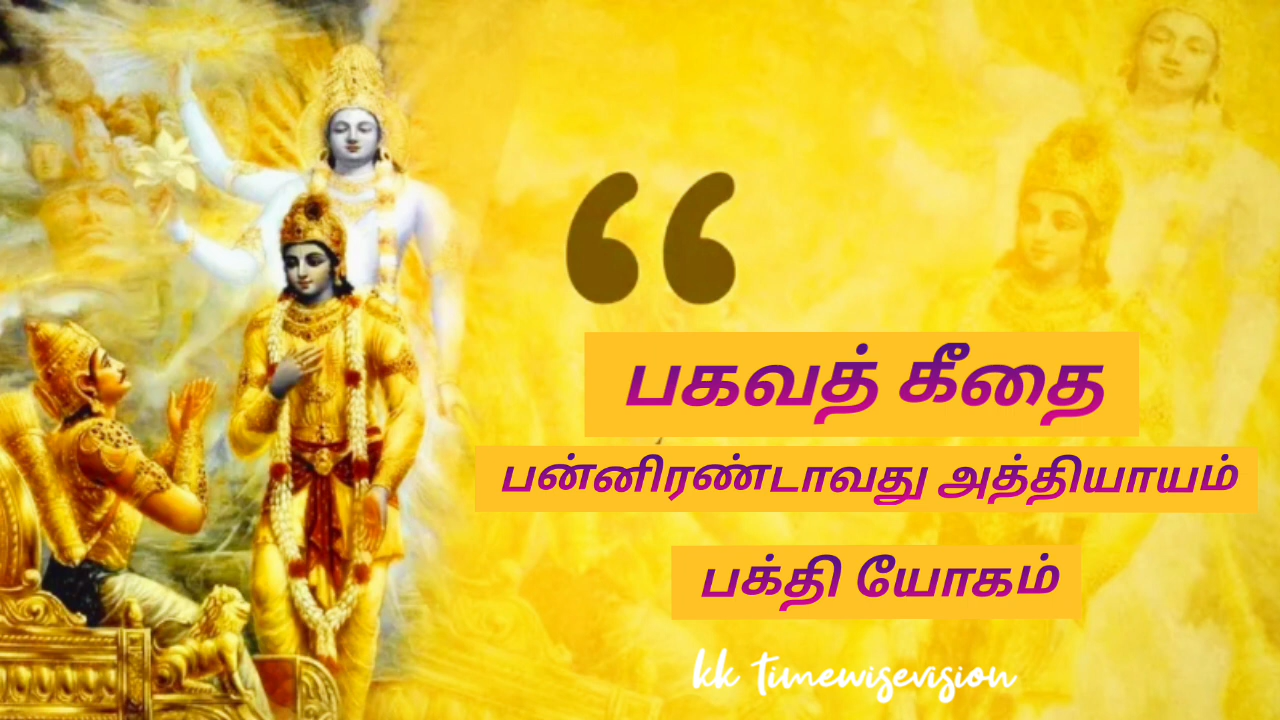 “
பகவத் கீதை
பன்னிரண்டாவது அத்தியாயம்
பக்தி யோகம்
kk timewisevision